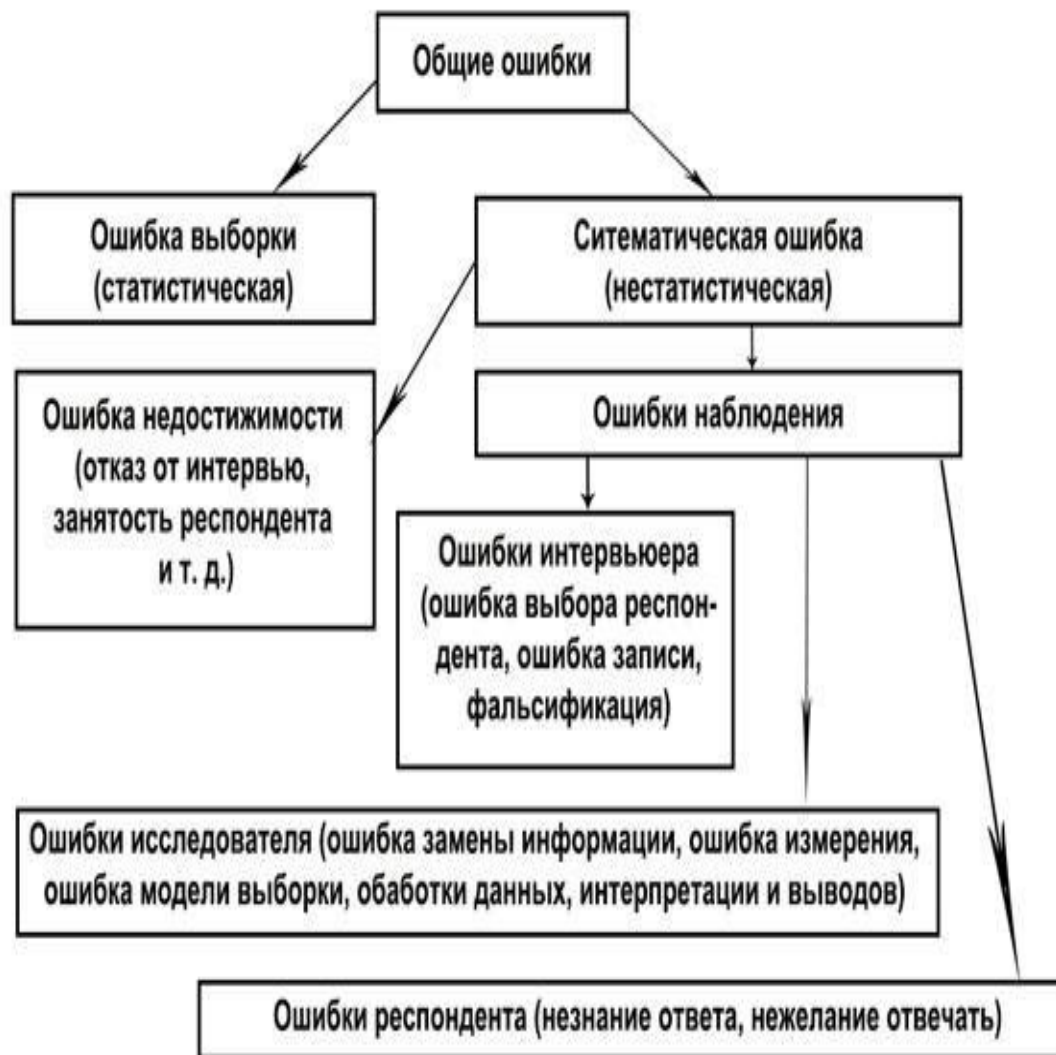 Общие ошибки
Ошибка выборки
(статистическая)
Ситематическая ошибка
(нестатистическая)
Ошибка недостижимости
(отказ от интервью,
занятость респондента
и т. д.)
Ошибки наблюдения
Ошибки интервьюера
(ошибка выбора респон-
дента, ошибка записи,
фальсификация)
Ошибки исследователя (ошибка замены информации, ошибка измерения,
ошибка модели выборки, обаботки данных, интерпретации и выводов)
Ошибки респондента (незнание ответа, нежелание отвечать)